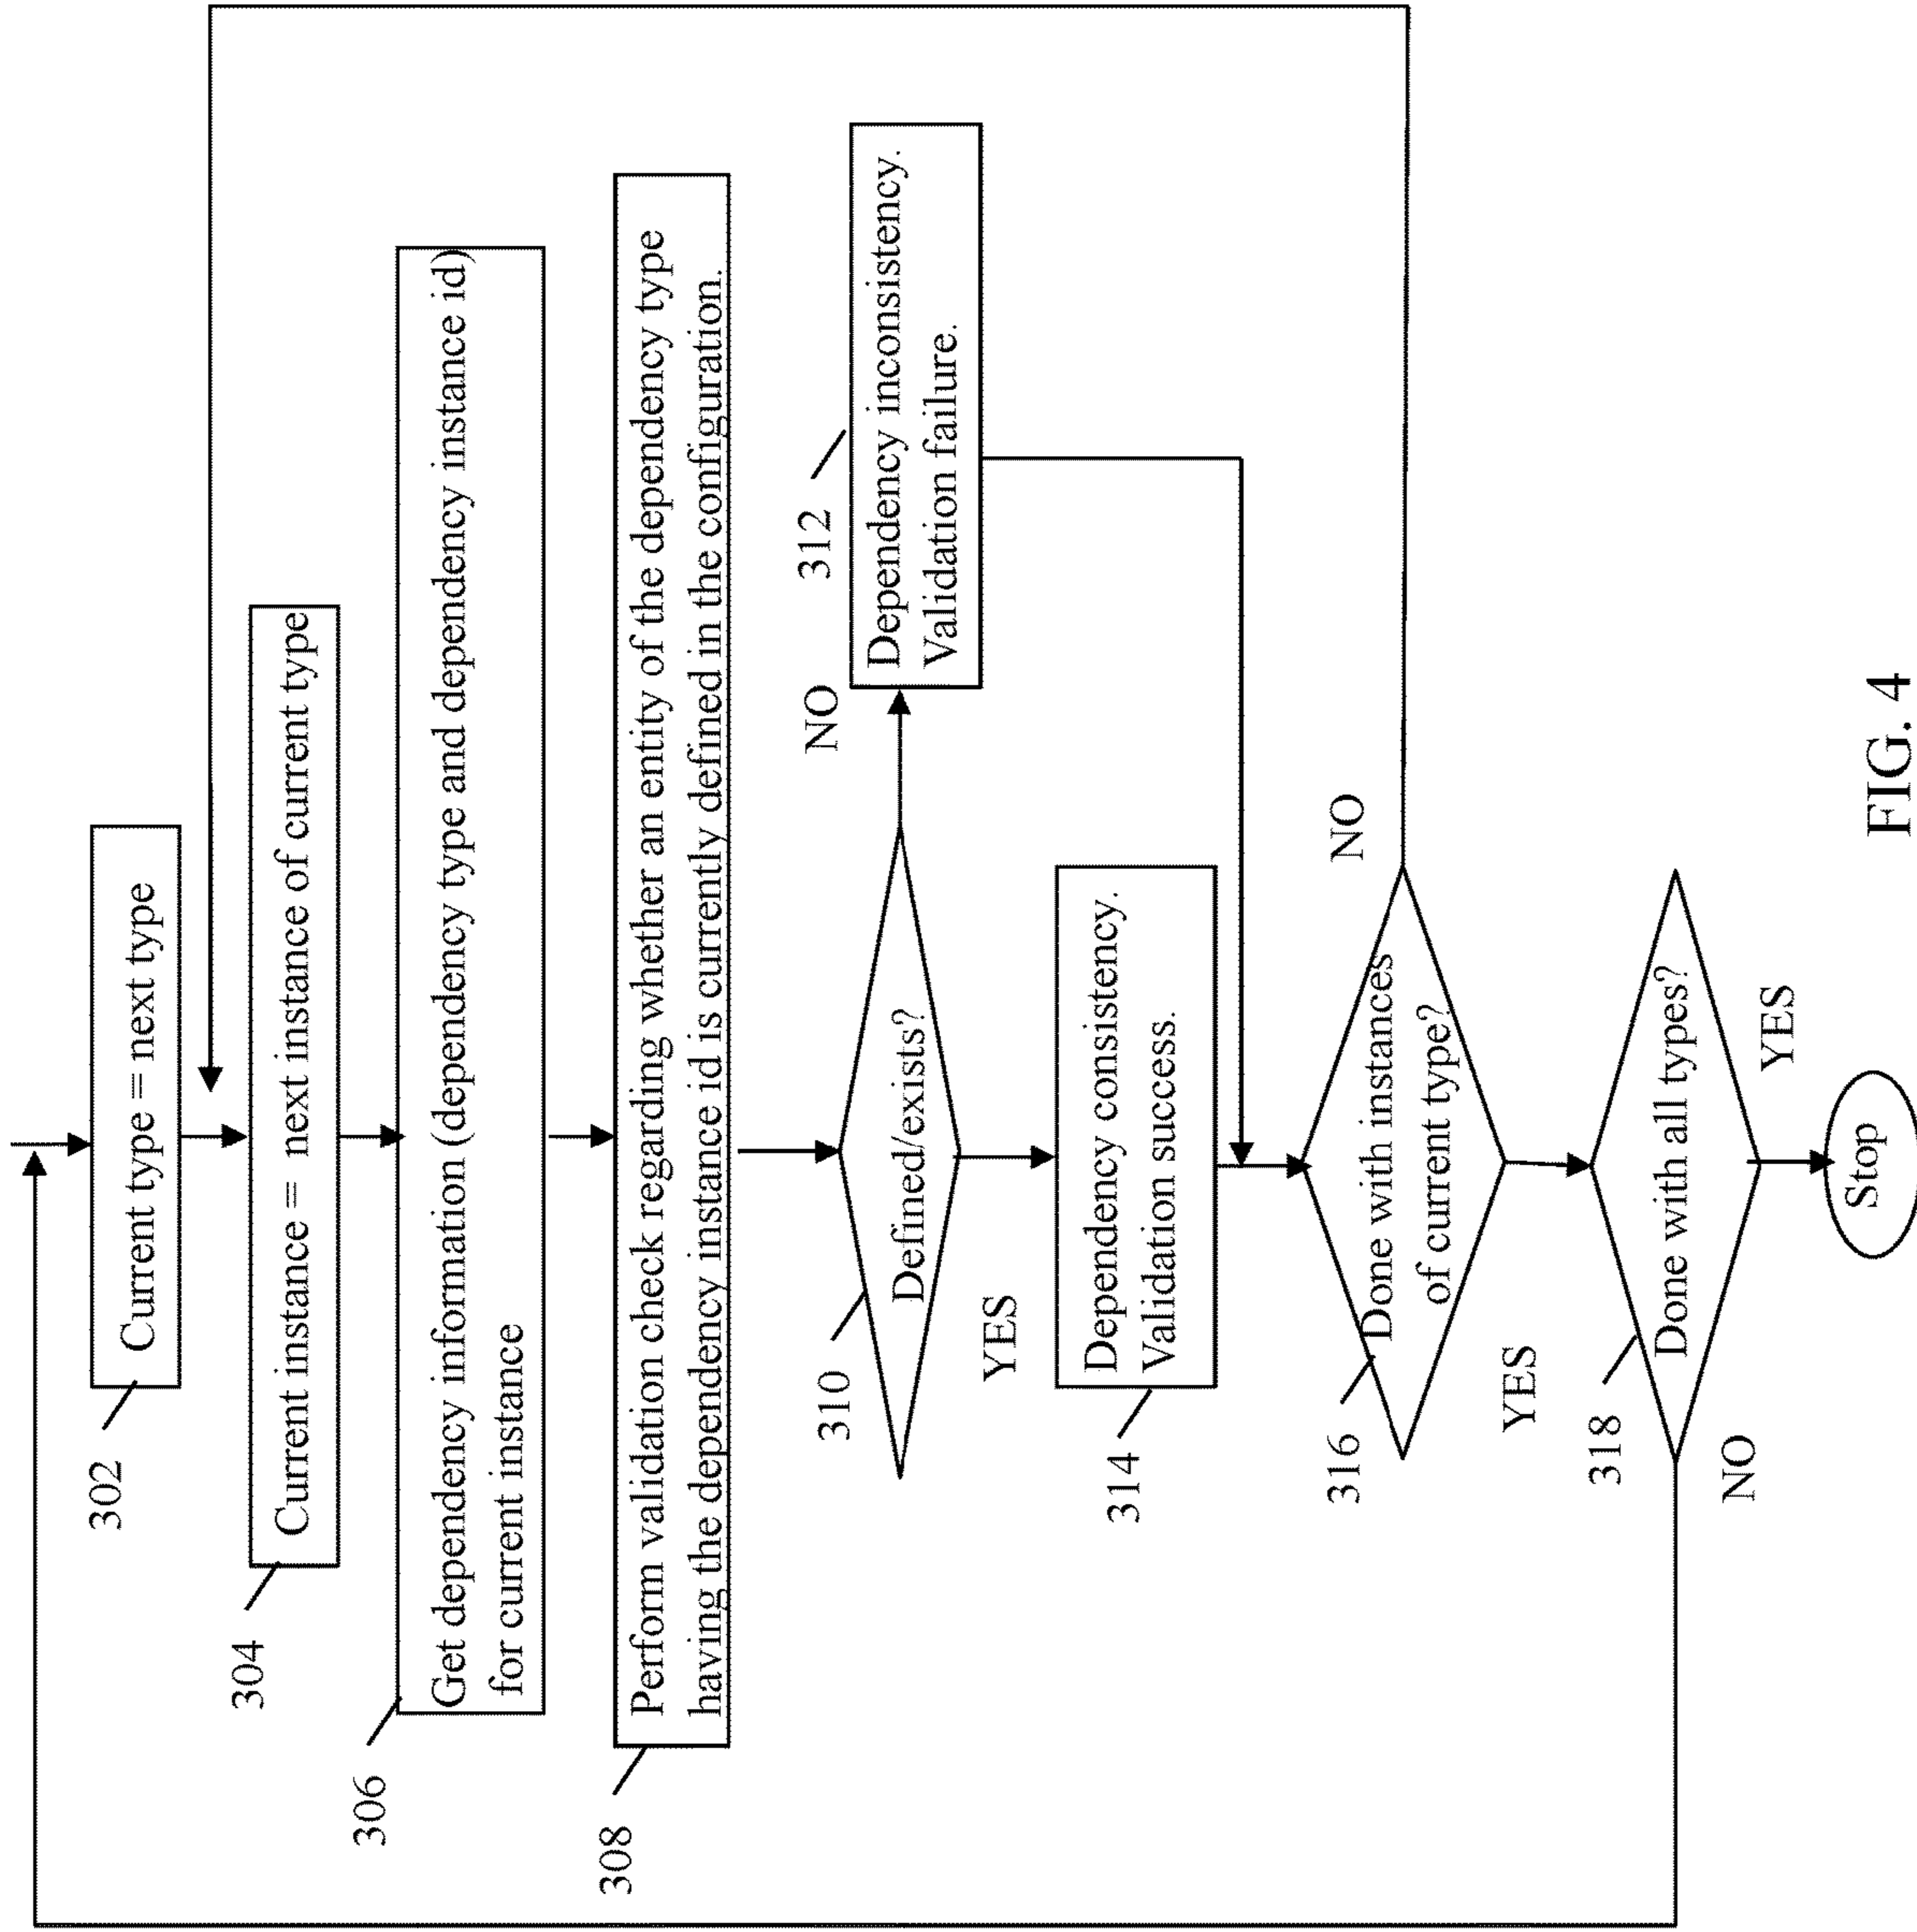 302
Current type = next type
304
Current instance = next instance of current type
306
Get dependency information (dependency type and dependency instance id)
for current instance
308
Perform validation check regarding whether an entity of the dependency type
having the dependency instance id is currently defined in the configuration.
310
Defined/exists?
NO
312
Dependency inconsistency.
Validation failure.
YES
314
Dependency consistency.
Validation success.
316
Done with instances
of current type?
NO
YES
318
Done with all types?
NO
YES
Stop
FIG. 4